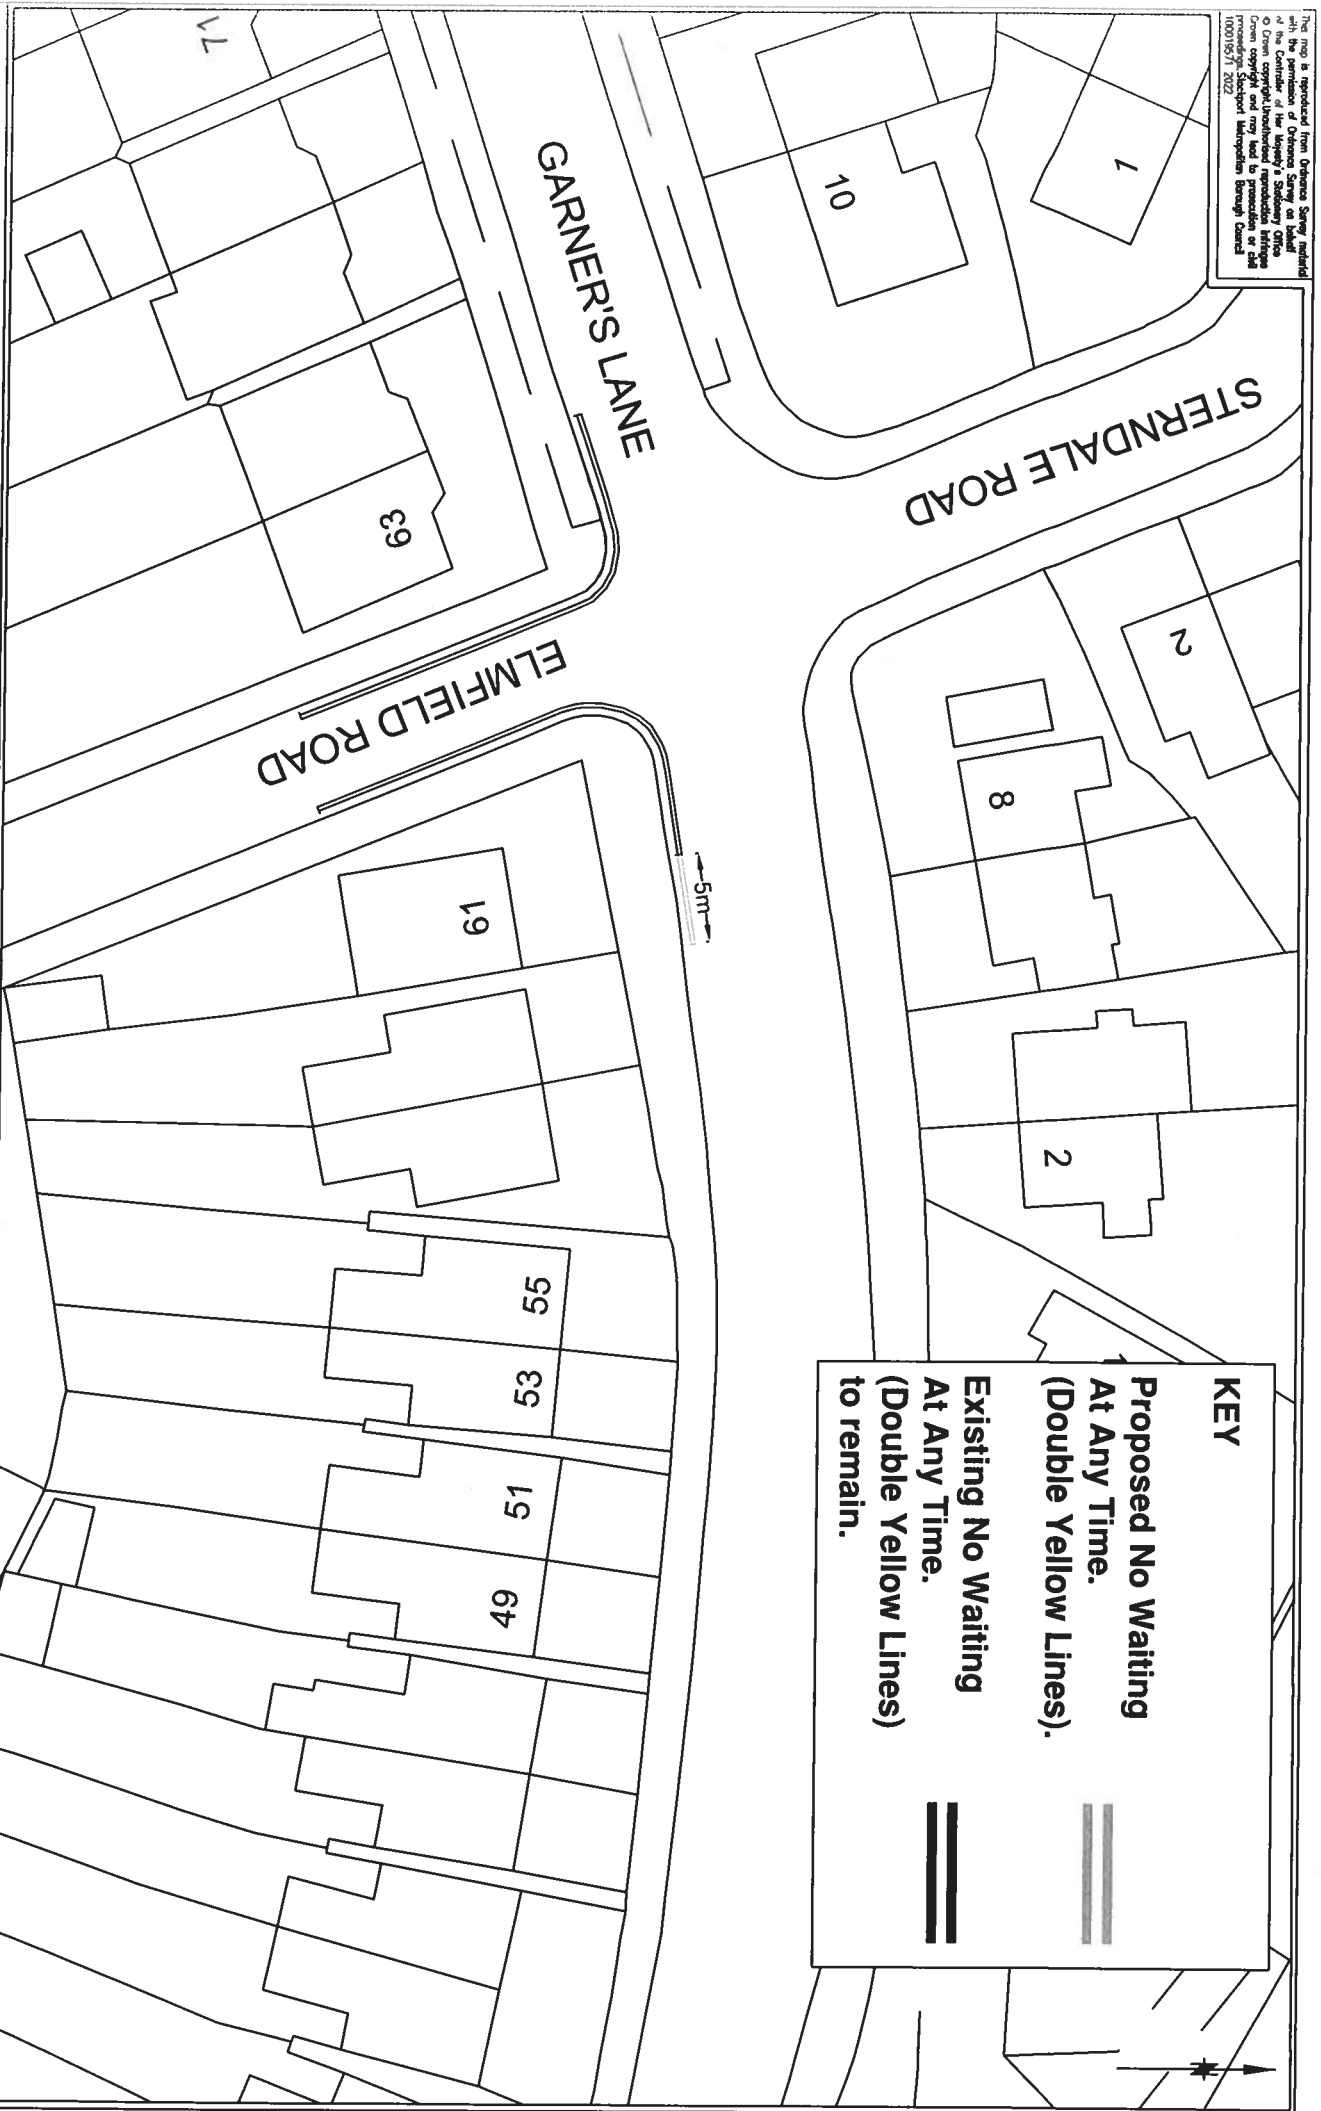 This map is reproduced from Ordnance Survey material
with the permission of Ordnance Survey on behalf
of the Controller of Her Majesty's Stationery Office
© Crown copyright.Unauthorised reproduction infringes
Crown copyright and may lead to prosecution or civil
proceedings. Stockport Metropolitan Borough Council
100019571 2022
STERNDALE ROAD
GARNER'S LANE
ELMFIELD ROAD
1
10
2
8
2
71
63
61
55
53
51
49
5m
KEY
Proposed No Waiting
At Any Time.
(Double Yellow Lines).
Existing No Waiting
At Any Time.
(Double Yellow Lines)
to remain.